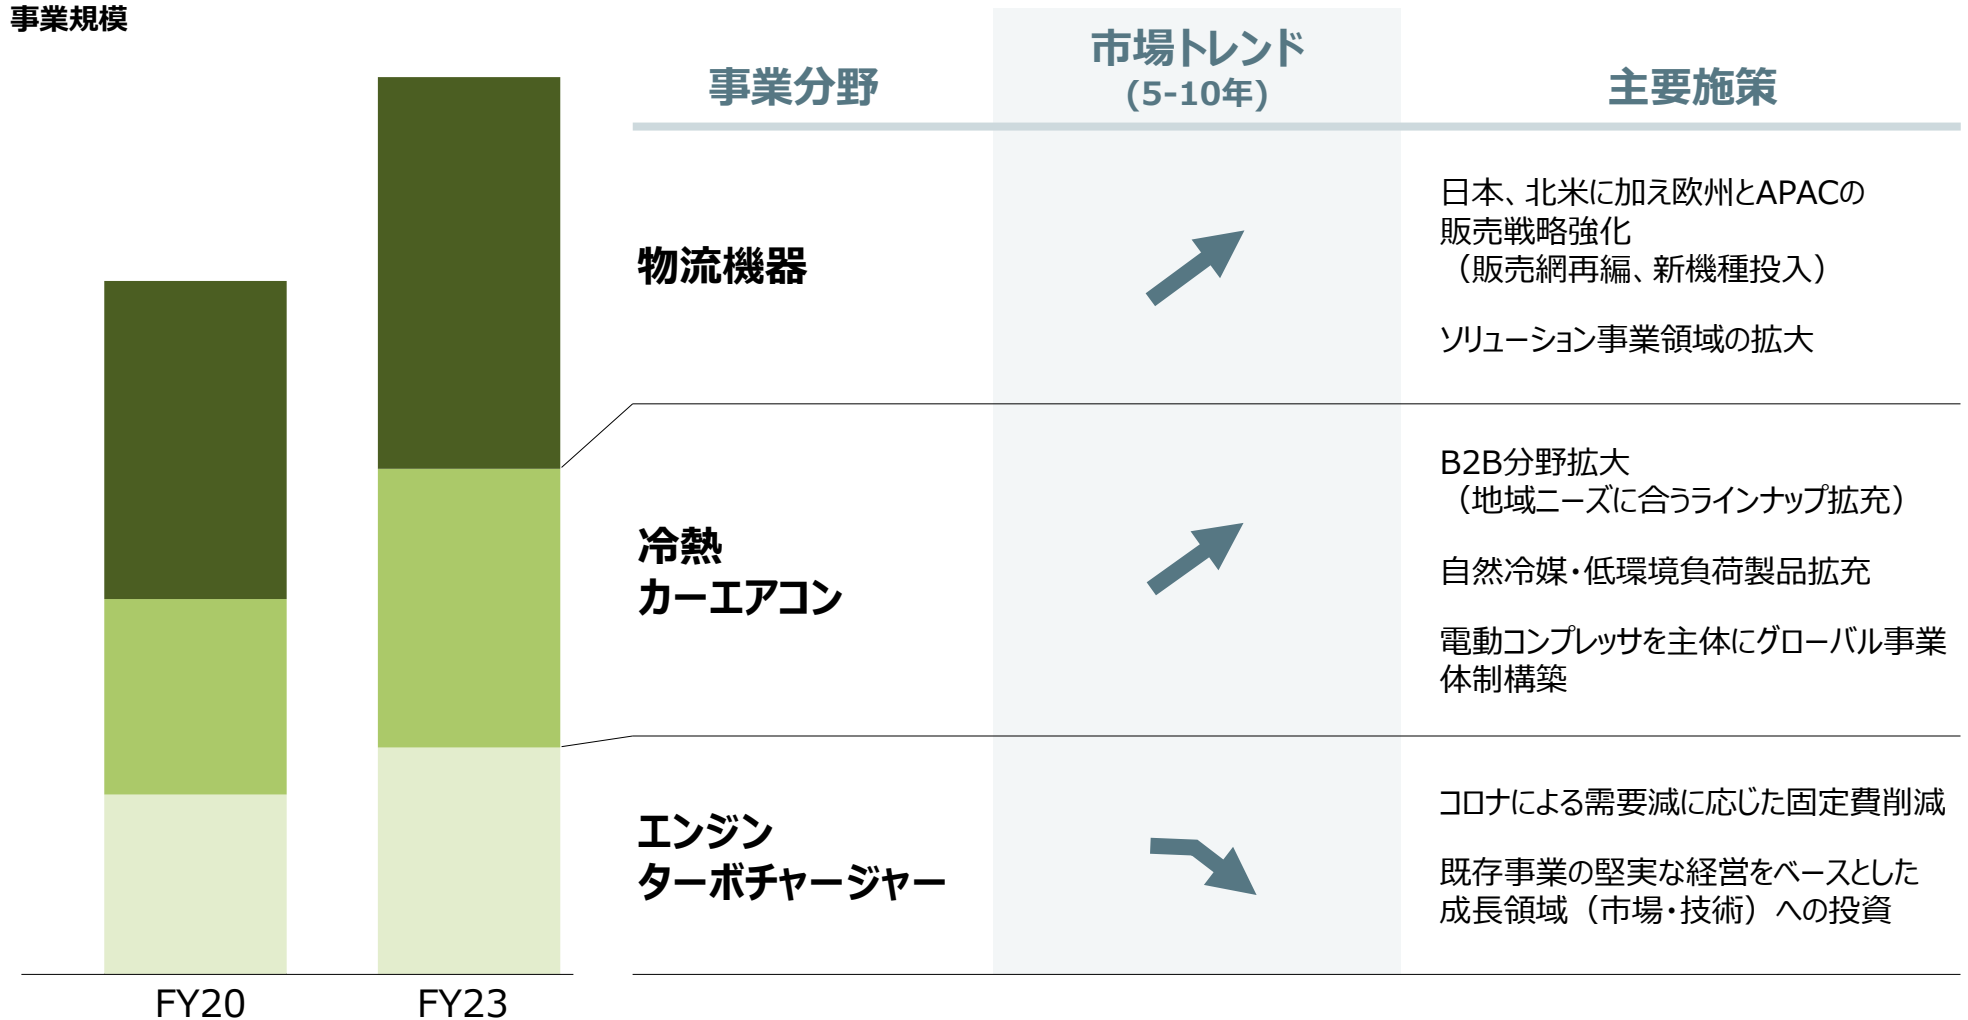 事業規模
FY20
FY23
事業分野
市場トレンド
(5-10年)
主要施策
物流機器
日本、北米に加え欧州とAPACの
販売戦略強化
（販売網再編、新機種投入）
ソリューション事業領域の拡大
冷熱
カーエアコン
B2B分野拡大
（地域ニーズに合うラインナップ拡充）
自然冷媒・低環境負荷製品拡充
電動コンプレッサを主体にグローバル事業
体制構築
エンジン
ターボチャージャー
コロナによる需要減に応じた固定費削減
既存事業の堅実な経営をベースとした
成長領域（市場・技術）への投資